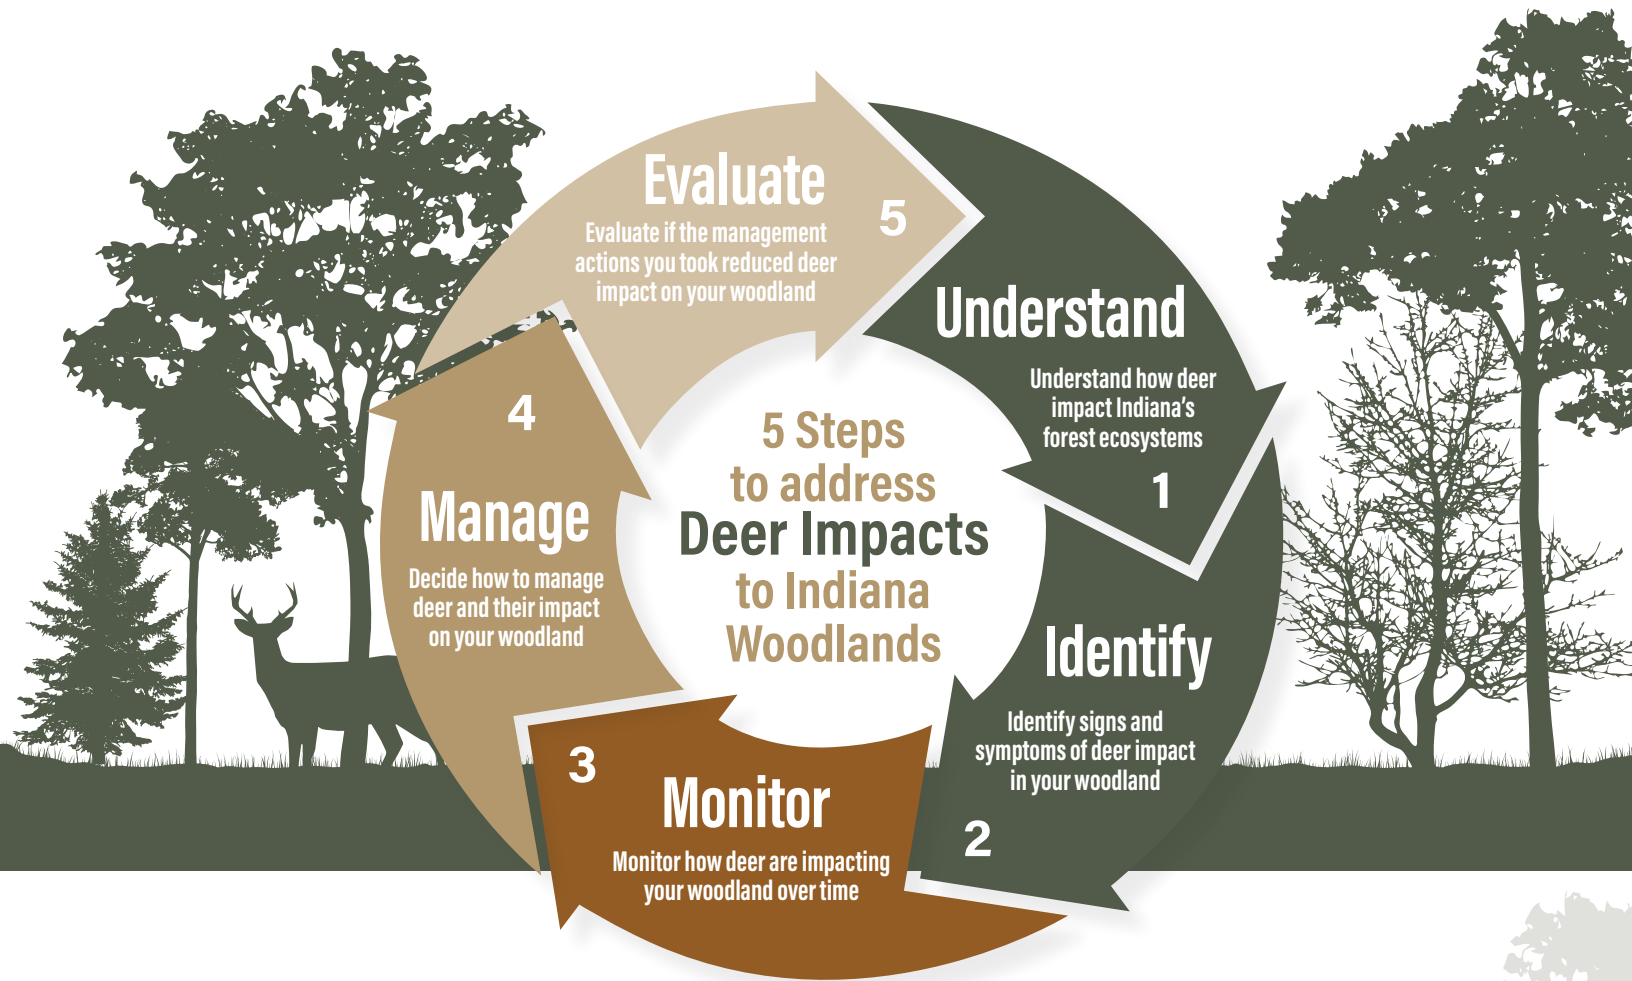 5 Steps
to address
Deer Impacts
to Indiana
Woodlands
Understand
Understand how deer
impact Indiana's
forest ecosystems
1
Identify
Identify signs and
symptoms of deer impact
in your woodland
2
3
Monitor
Monitor how deer are impacting
your woodland over time
4
Manage
Decide how to manage
deer and their impact
on your woodland
Evaluate
5
Evaluate if the management
actions you took reduced deer
impact on your woodland